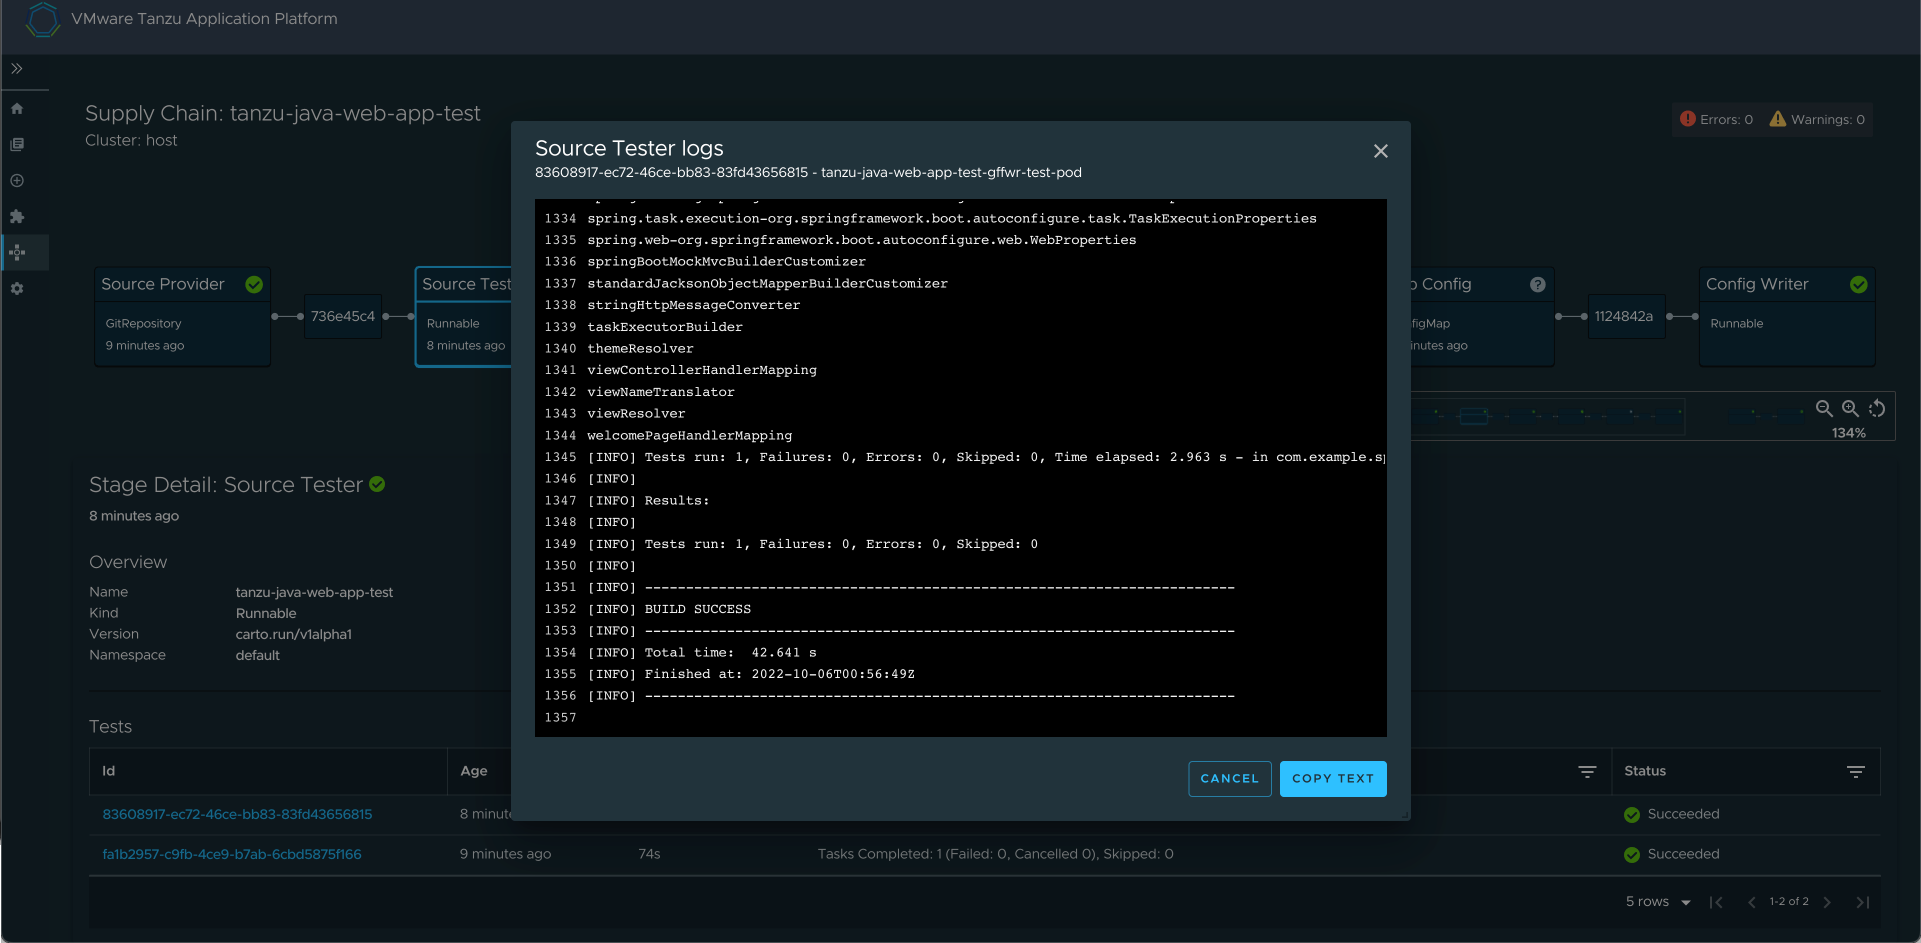 VMware Tanzu Application Platform
Supply Chain: tanzu-java-web-app-test
Cluster: host
Errors: 0
Warnings: 0
Source Provider
GitRepository
9 minutes ago
736e45c4
Source Test
Runnable
8 minutes ago
Config
figMap
inutes ago
1124842a
Config Writer
Runnable
134%
Source Tester logs
83608917-ec72-46ce-bb83-83fd43656815 - tanzu-java-web-app-test-gffwr-test-pod
1334 spring.task.execution-org.springframework.boot.autoconfigure.task.TaskExecutionProperties
1335 spring.web-org.springframework.boot.autoconfigure.web.WebProperties
1336 springBootMockMvcBuilderCustomizer
1337 standardJacksonObjectMapperBuilderCustomizer
1338 stringHttpMessageConverter
1339 taskExecutorBuilder
1340 themeResolver
1341 viewControllerHandlerMapping
1342 viewNameTranslator
1343 viewResolver
1344 welcomePageHandlerMapping
1345 [INFO] Tests run: 1, Failures: 0, Errors: 0, Skipped: 0, Time elapsed: 2.963 s - in com.example.sp
1346 [INFO]
1347 [INFO] Results:
1348 [INFO]
1349 [INFO] Tests run: 1, Failures: 0, Errors: 0, Skipped: 0
1350 [INFO]
1351 [INFO] ------------------------------------------------------------------------
1352 [INFO] BUILD SUCCESS
1353 [INFO] ------------------------------------------------------------------------
1354 [INFO] Total time:  42.641 s
1355 [INFO] Finished at: 2022-10-06T00:56:49Z
1356 [INFO] ------------------------------------------------------------------------
1357
CANCEL
COPY TEXT
Stage Detail: Source Tester
8 minutes ago
Overview
Name tanzu-java-web-app-test
Kind Runnable
Version carto.run/v1alpha1
Namespace default
Tests
Id Age Status
83608917-ec72-46ce-bb83-83fd43656815 8 minute Succeeded
fa1b2957-c9fb-4ce9-b7ab-6cbd5875f166 9 minutes ago 74s Tasks Completed: 1 (Failed: 0, Cancelled 0), Skipped: 0 Succeeded
5 rows 1-2 of 2